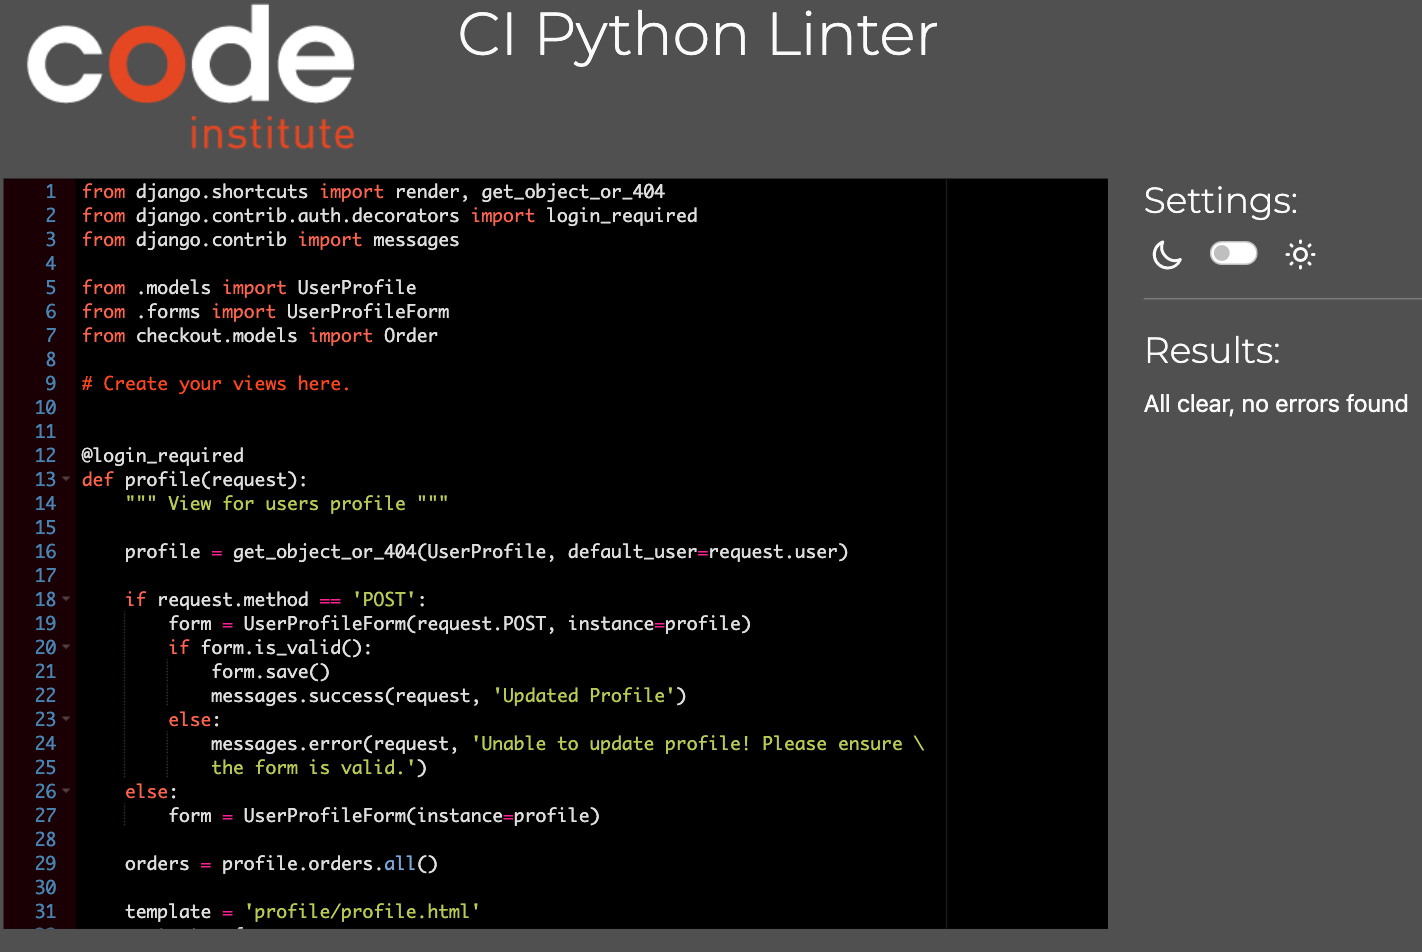 code
institute
CI Python Linter
1 from django.shortcuts import render, get_object_or_404
2 from django.contrib.auth.decorators import login_required
3 from django.contrib import messages
4
5 from .models import UserProfile
6 from .forms import UserProfileForm
7 from checkout.models import Order
8
9 # Create your views here.
10
11
12 @login_required
13 def profile(request):
14     """ View for users profile """
15
16     profile = get_object_or_404(UserProfile, default_user=request.user)
17
18     if request.method == 'POST':
19         form = UserProfileForm(request.POST, instance=profile)
20         if form.is_valid():
21             form.save()
22             messages.success(request, 'Updated Profile')
23         else:
24             messages.error(request, 'Unable to update profile! Please ensure \
25             the form is valid.')
26     else:
27         form = UserProfileForm(instance=profile)
28
29     orders = profile.orders.all()
30
31     template = 'profile/profile.html'
Settings:
Results:
All clear, no errors found